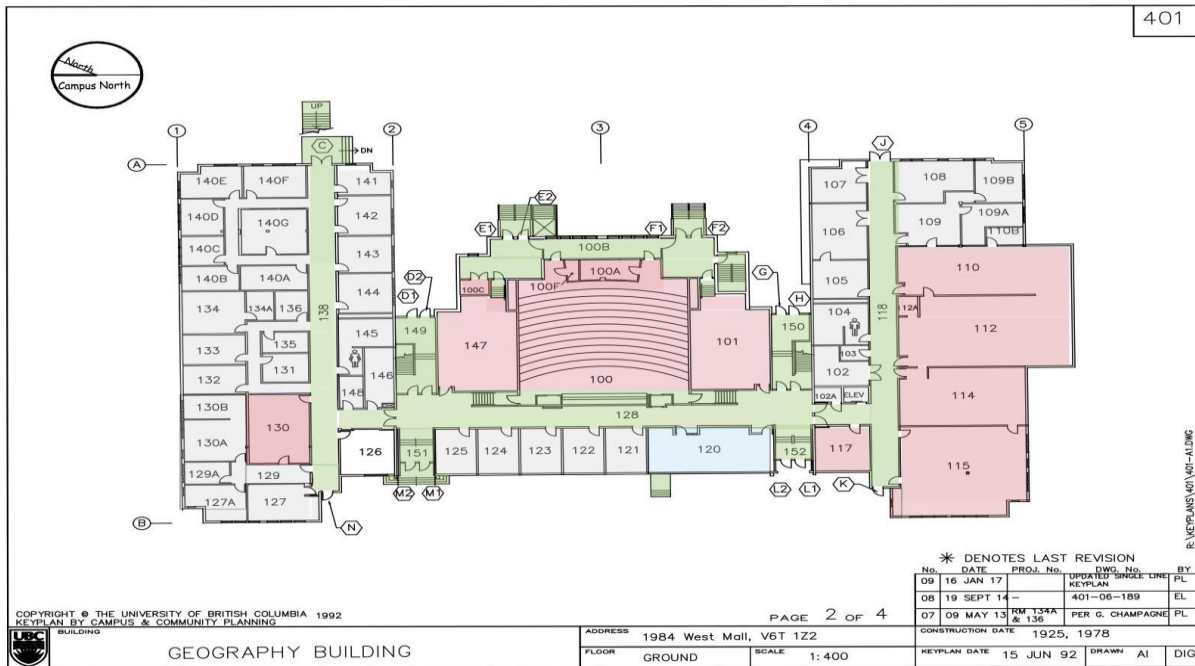 401
North
Campus North
1
2
3
4
5
A
B
UP
C
DN
140E
140F
141
140D
140G
142
140C
143
140B
140A
144
134
134A
136
138
145
133
135
131
132
146
148
130B
130
130A
126
129A
129
127A
127
N
D2
D1
149
E1
E2
F1
F2
100B
100A
100F
100C
147
101
100
G
H
150
128
151
125
124
123
122
121
120
152
M2
M1
L2
L1
K
J
107
108
109B
109
109A
10B
106
105
110
118
104
112A
112
103
102
102A
ELEV
114
117
115
R:\KEYPLANS\401\401-A1.DWG
* DENOTES LAST REVISION
No. DATE PROJ. No. DWG. No. BY
09 16 JAN 17 UPDATED SINGLE LINE KEYPLAN PL
08 19 SEPT 14 – 401-06-189 EL
07 09 MAY 13 RM 134A & 136 PER G. CHAMPAGNE PL
COPYRIGHT © THE UNIVERSITY OF BRITISH COLUMBIA 1992
KEYPLAN BY CAMPUS & COMMUNITY PLANNING
PAGE 2 OF 4
UBC
BUILDING
GEOGRAPHY BUILDING
ADDRESS 1984 West Mall, V6T 1Z2
FLOOR GROUND SCALE 1:400
CONSTRUCTION DATE 1925, 1978
KEYPLAN DATE 15 JUN 92 DRAWN AI DIG